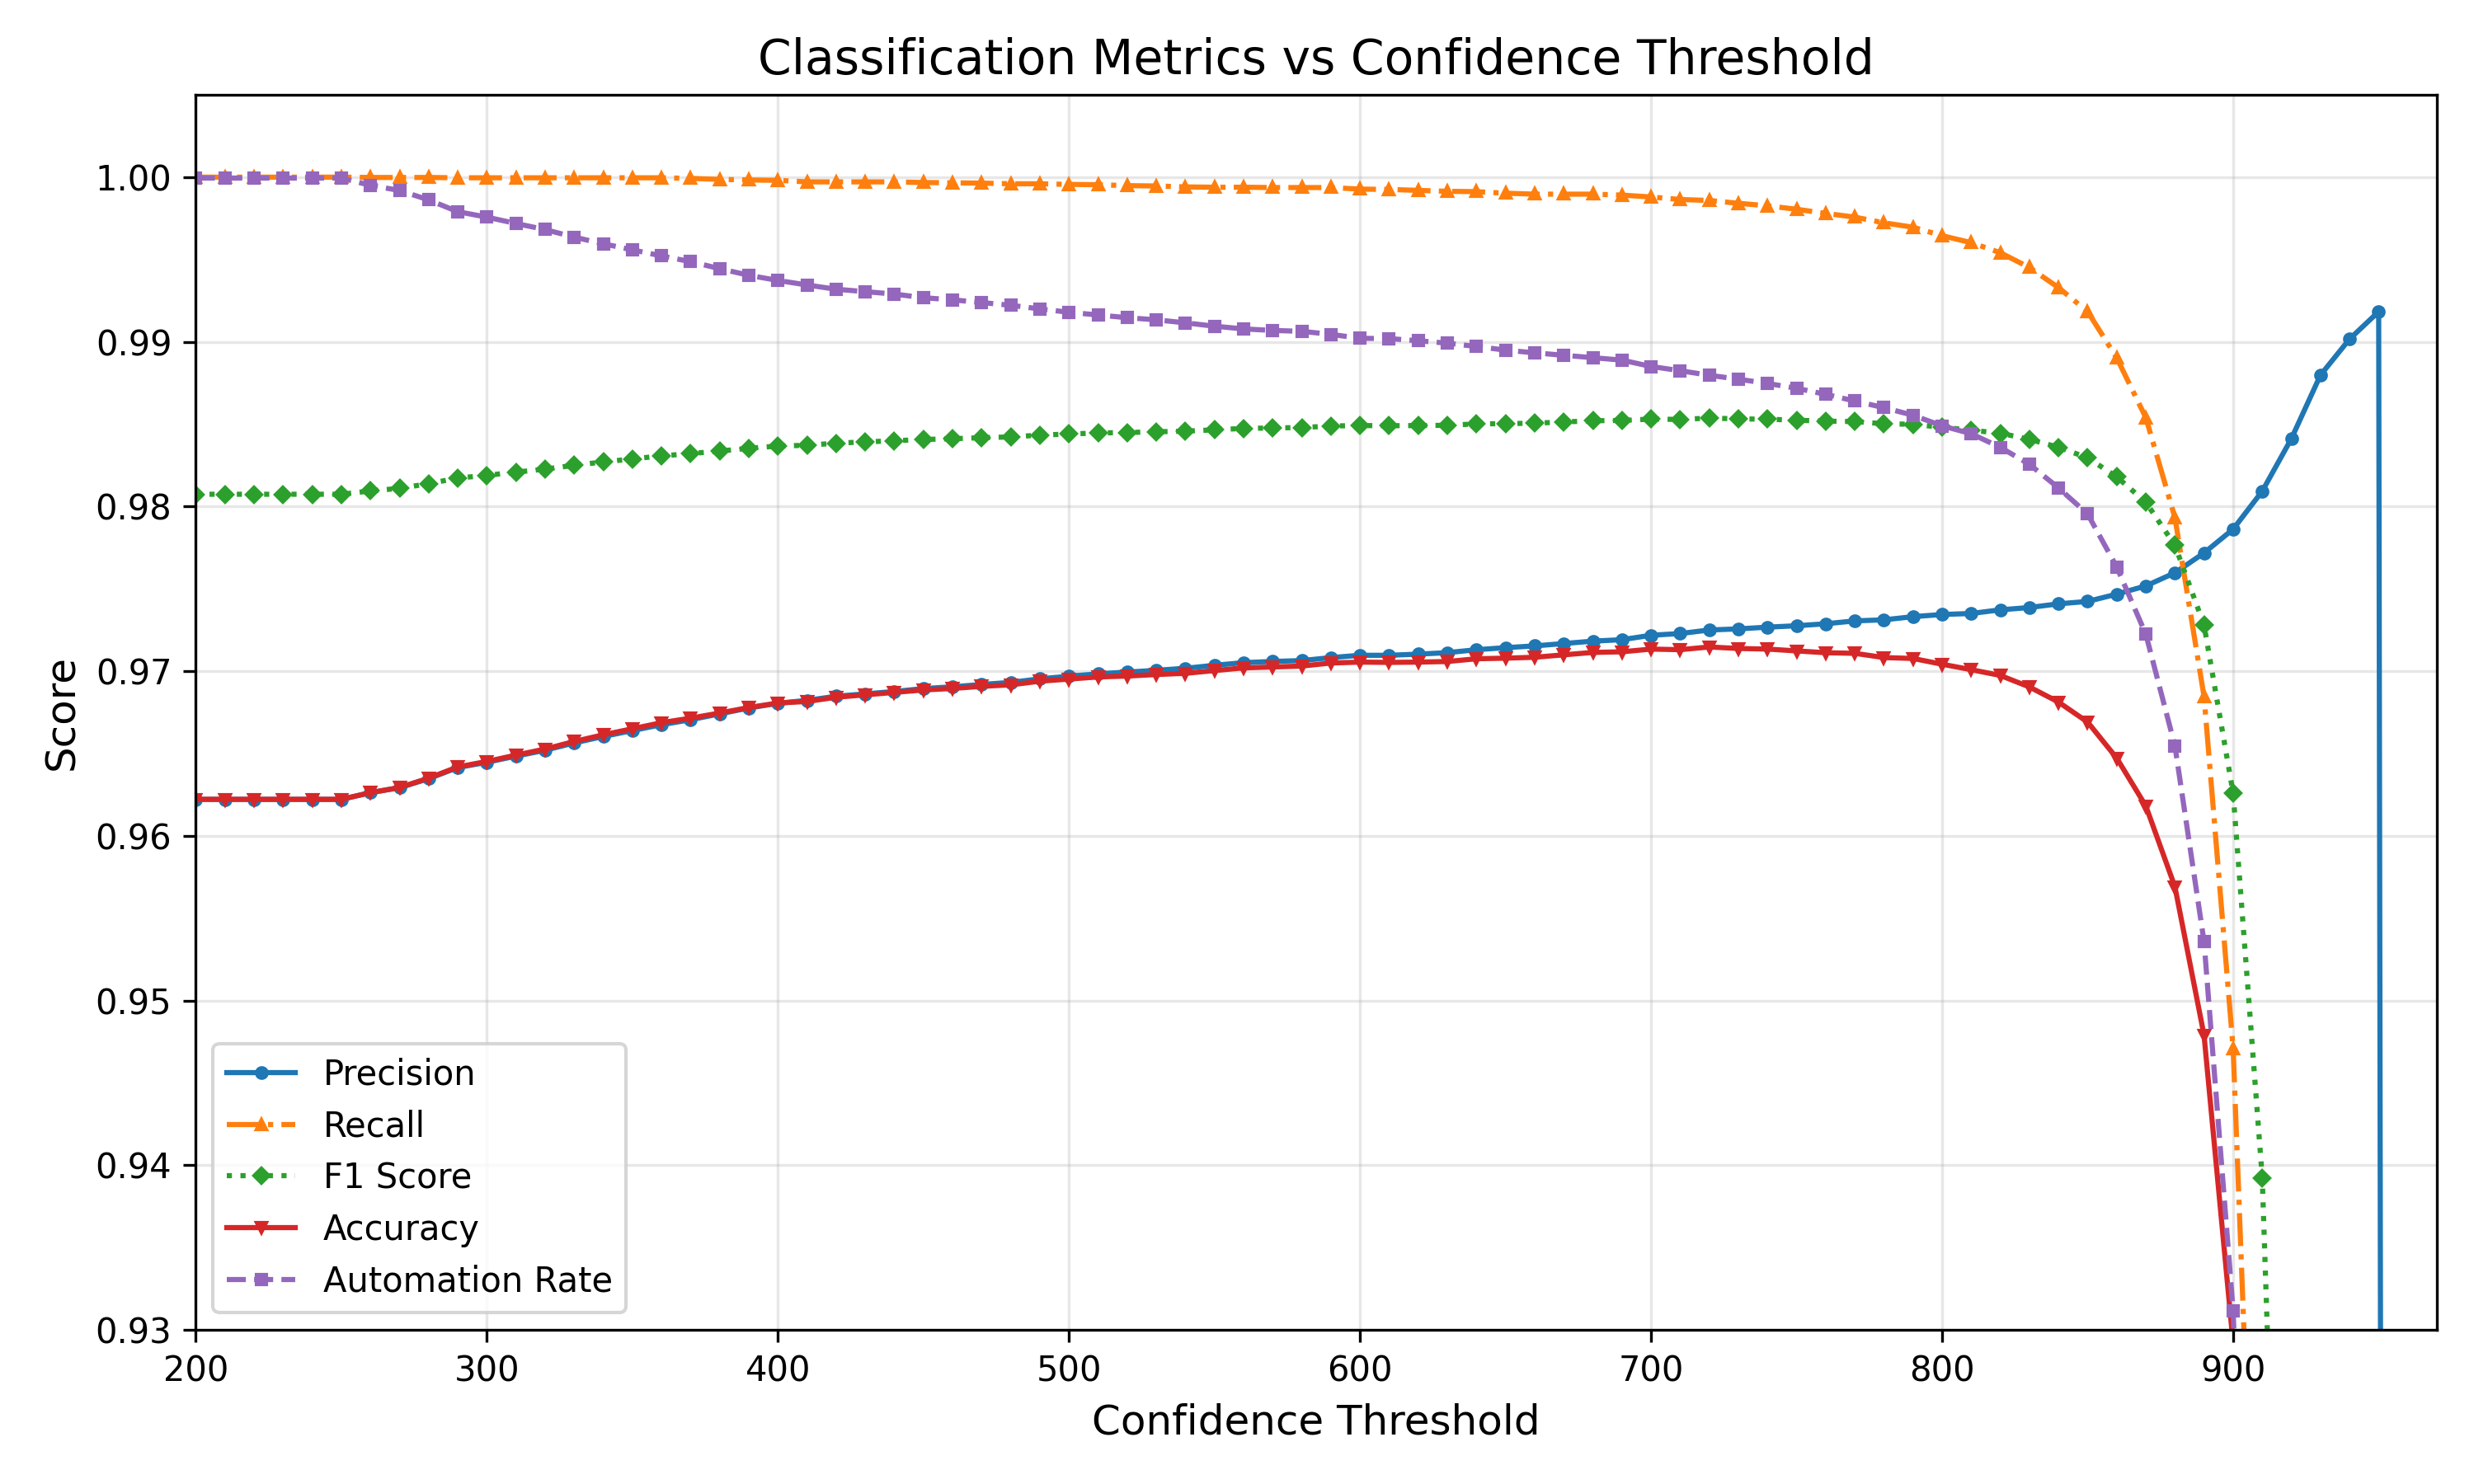 Classification Metrics vs Confidence Threshold
1.00
0.99
0.98
0.97
0.96
0.95
0.94
0.93
Score
Precision
Recall
F1 Score
Accuracy
Automation Rate
200 300 400 500 600 700 800 900
Confidence Threshold